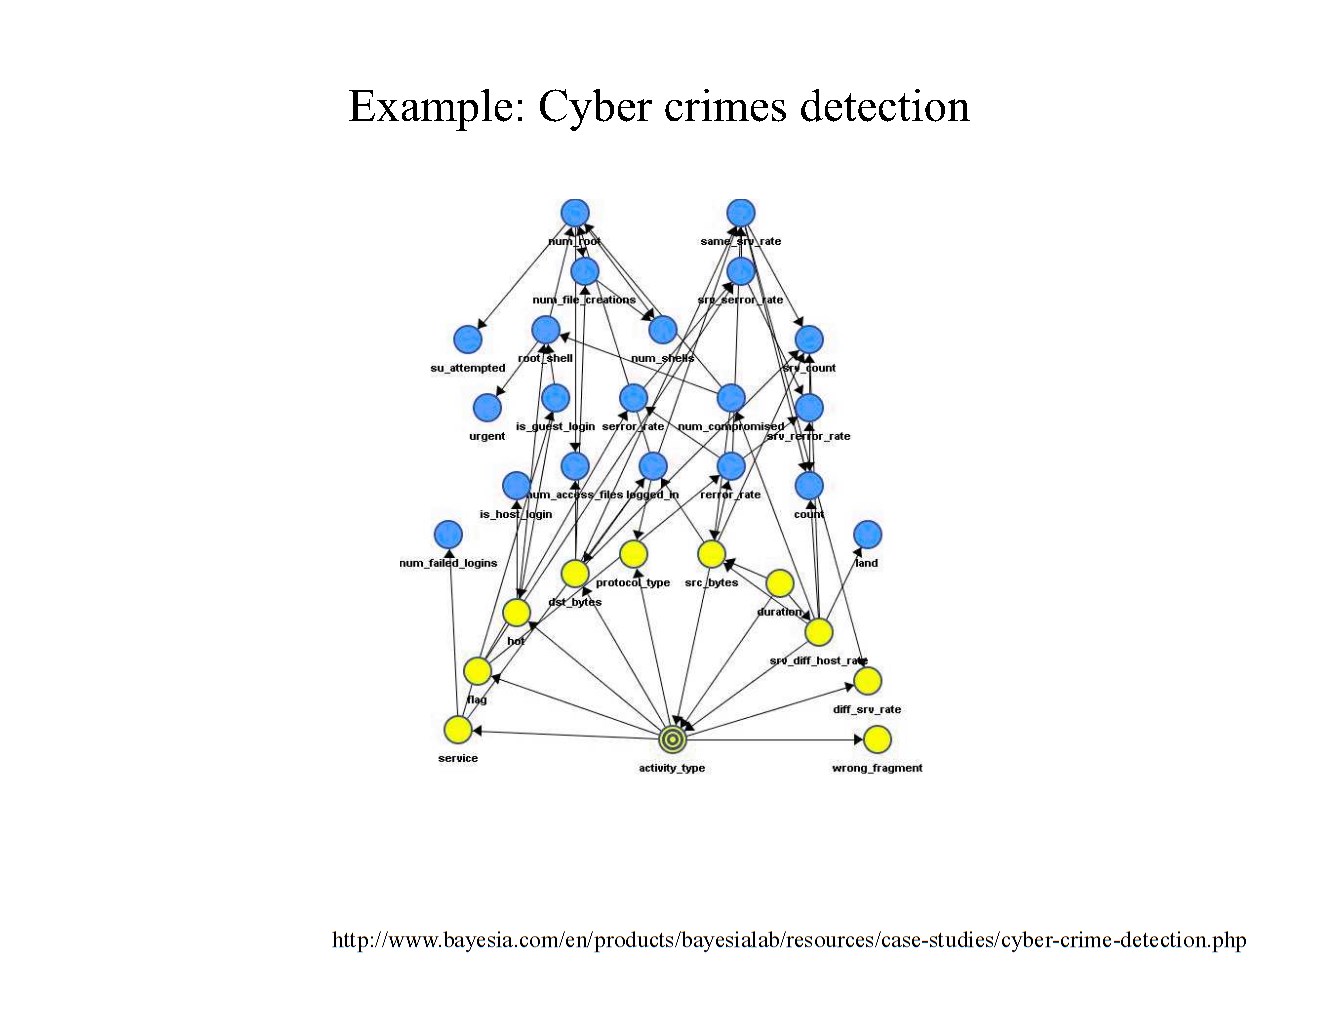 Example: Cyber crimes detection
num_root
same_srv_rate
num_file_creations
srv_serror_rate
su_attempted
root_shell
num_shells
srv_count
urgent
is_guest_login
serror_rate
num_compromised
srv_rerror_rate
is_host_login
num_access_files
logged_in
rerror_rate
count
num_failed_logins
dst_bytes
protocol_type
src_bytes
land
hot
duration
flag
srv_diff_host_rate
diff_srv_rate
service
activity_type
wrong_fragment
http://www.bayesia.com/en/products/bayesialab/resources/case-studies/cyber-crime-detection.php